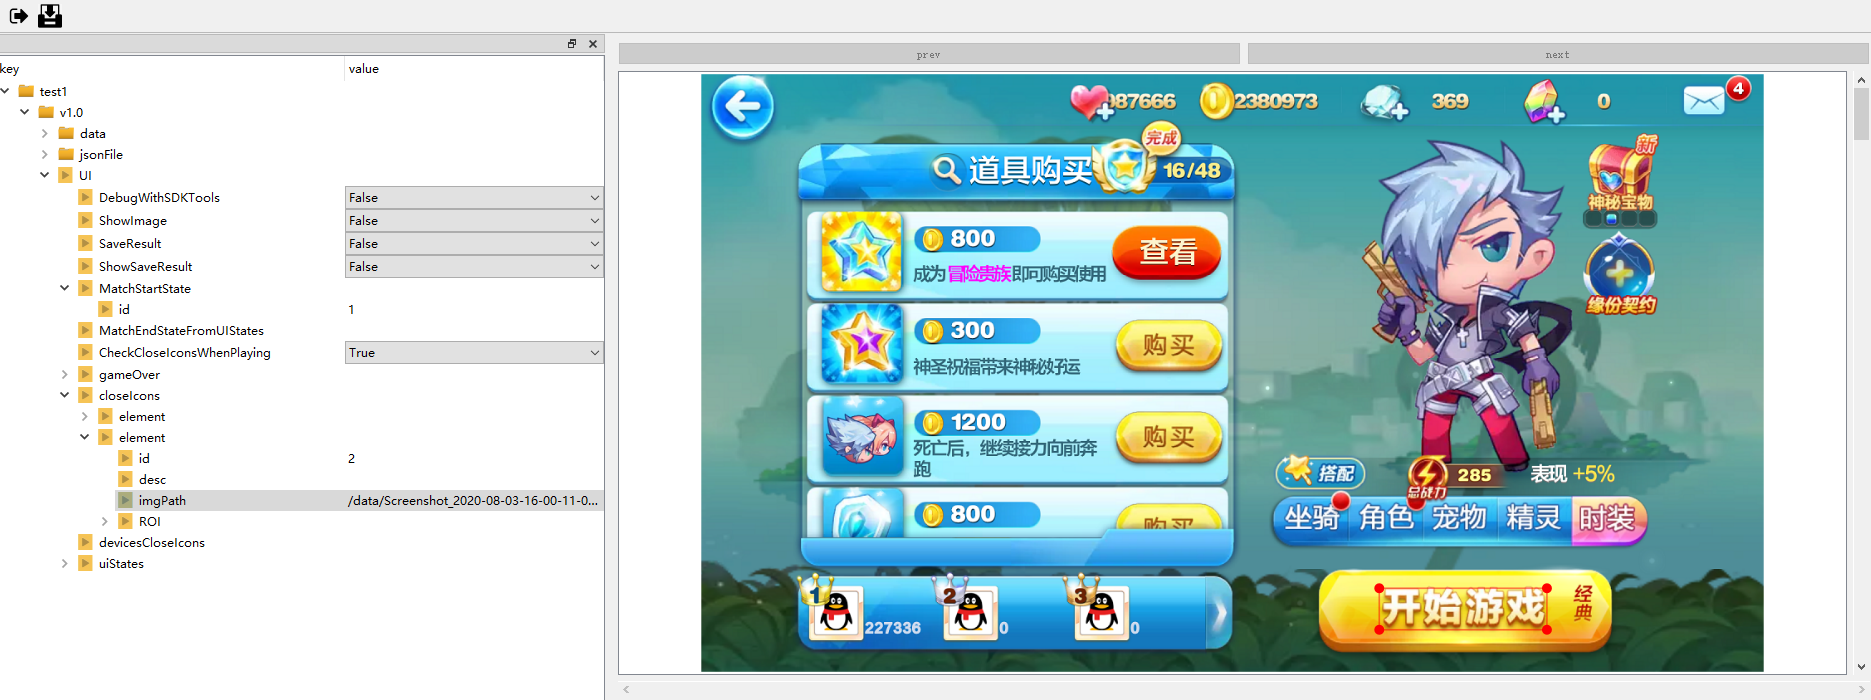 prev
next
key
value
test1
v1.0
data
jsonFile
UI
DebugWithSDKTools
False
ShowImage
False
SaveResult
False
ShowSaveResult
False
MatchStartState
id
1
MatchEndStateFromUIStates
CheckCloseIconsWhenPlaying
True
gameOver
closeIcons
element
element
id
2
desc
imgPath
/data/Screenshot_2020-08-03-16-00-11-0...
ROI
devicesCloseIcons
uiStates
987666
2380973
369
0
4
完成
道具购买
16/48
800
成为冒险贵族即可购买使用
查看
300
神圣祝福带来神秘好运
购买
1200
死亡后，继续接力向前奔
跑
购买
800
购买
1
227336
2
0
3
0
新
神秘宝物
缘份契约
搭配
总战力
285
表现 +5%
坐骑
角色
宠物
精灵
时装
开始游戏
经典